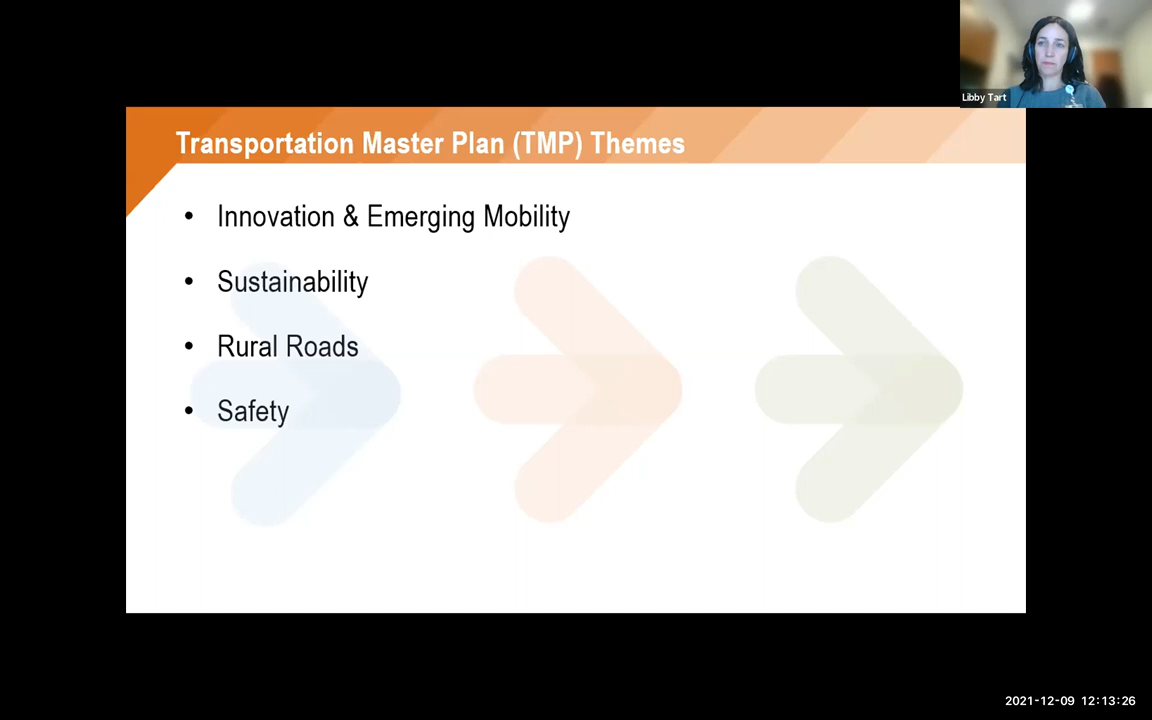 Libby Tart
Transportation Master Plan (TMP) Themes
• Innovation & Emerging Mobility
• Sustainability
• Rural Roads
• Safety
2021-12-09 12:13:26